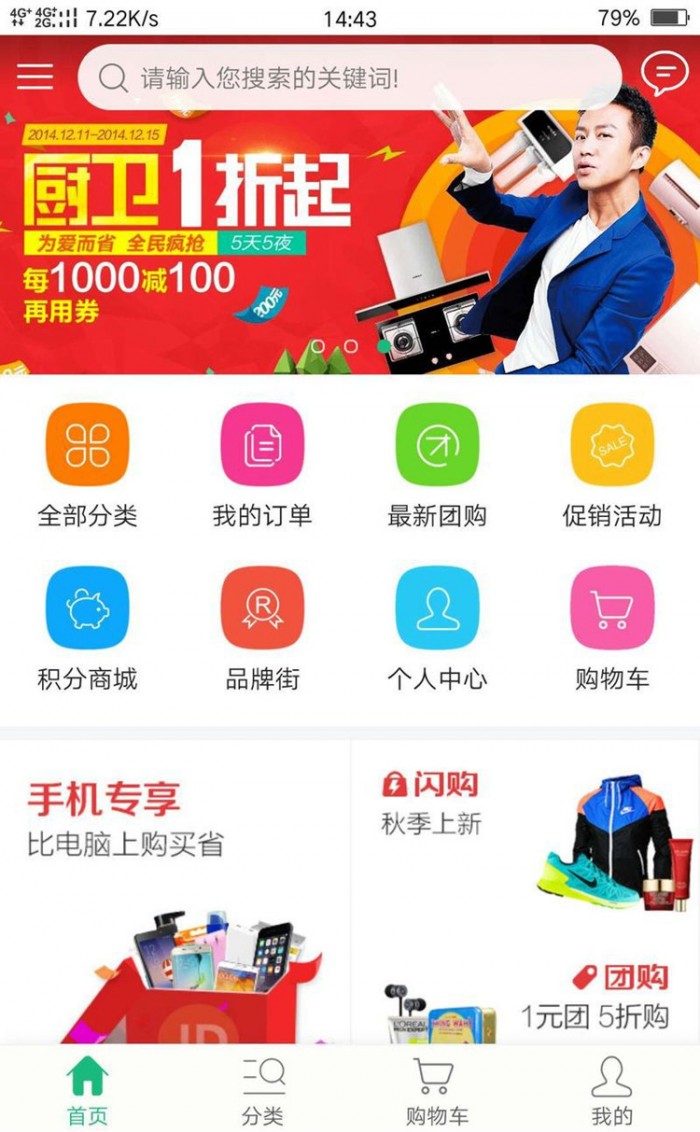 4G+ 4G+ 2G 7.22K/s 14:43 79%
请输入您搜索的关键词!
2014.12.11-2014.12.15
厨卫1折起
为爱而省 全民疯抢 5天5夜
每1000减100
再用券
200元
全部分类 我的订单 最新团购 促销活动
SALE
积分商城 品牌街 个人中心 购物车
R
手机专享
比电脑上购买省
闪购
秋季上新
团购
1元团 5折购
JD
L'OREAL
MEN EXPERT
首页 分类 购物车 我的